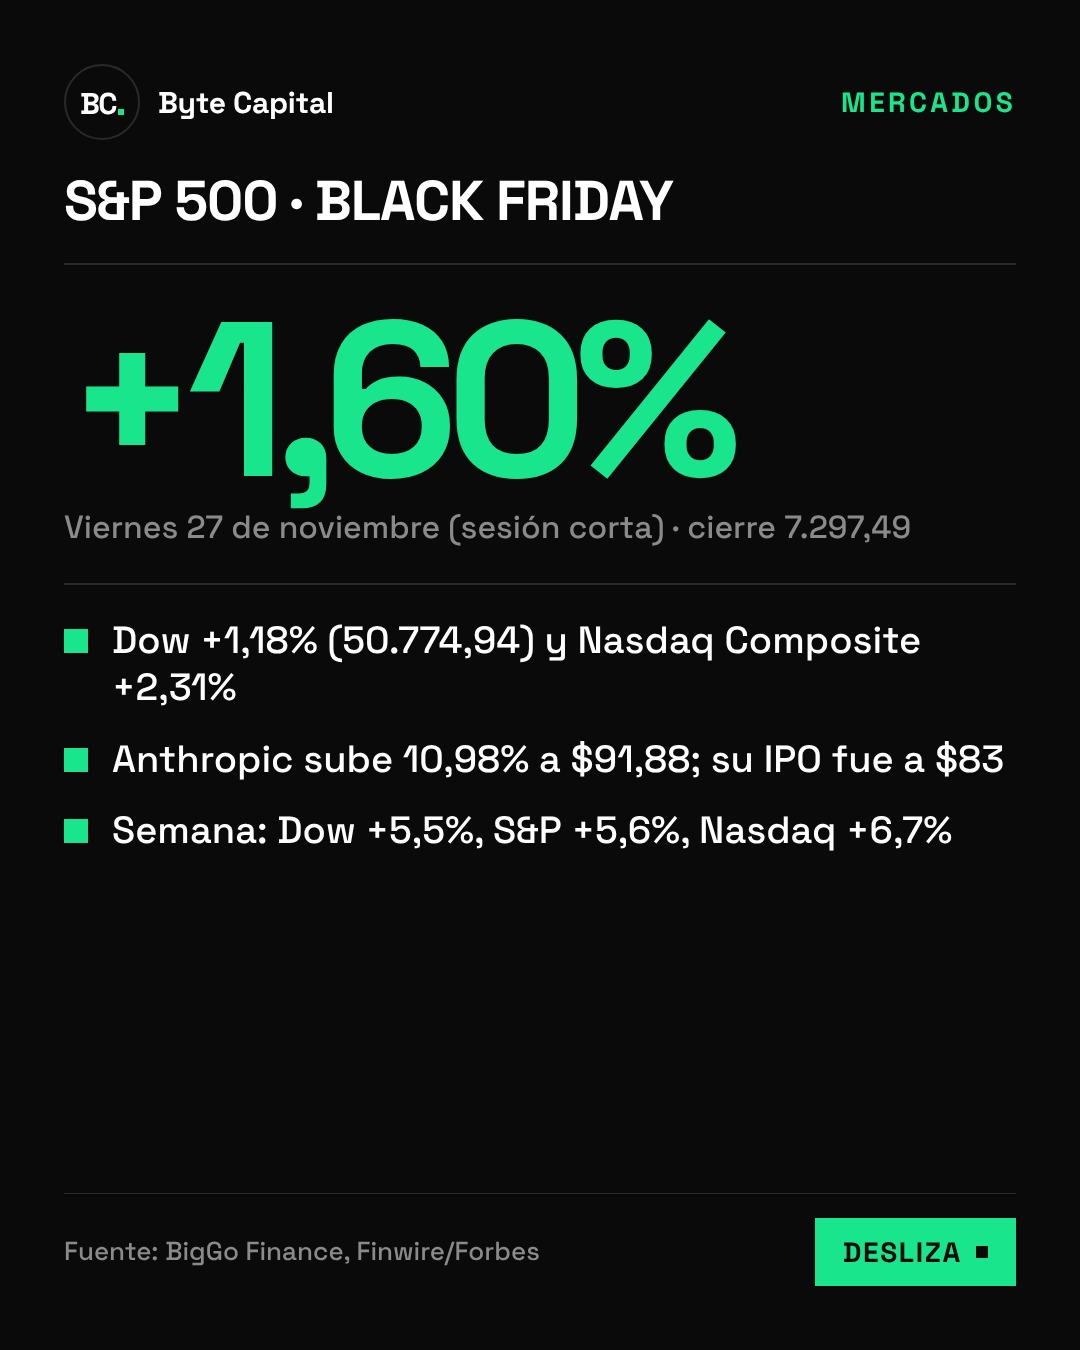 BC.
Byte Capital
MERCADOS
S&P 500 · BLACK FRIDAY
+1,60%
Viernes 27 de noviembre (sesión corta) · cierre 7.297,49
Dow +1,18% (50.774,94) y Nasdaq Composite
+2,31%
Anthropic sube 10,98% a $91,88; su IPO fue a $83
Semana: Dow +5,5%, S&P +5,6%, Nasdaq +6,7%
Fuente: BigGo Finance, Finwire/Forbes
DESLIZA